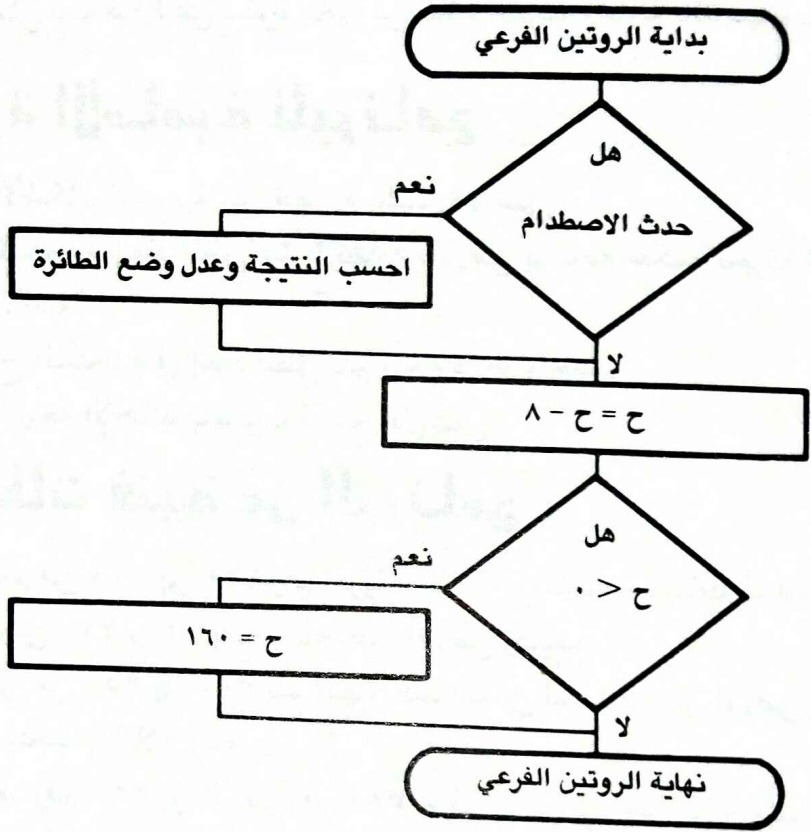 بداية الروتين الفرعي
هل
حدث الاصطدام
نعم
احسب النتيجة وعدل وضع الطائرة
لا
ح = ح - ٨
هل
ح < ٠
نعم
ح = ١٦٠
لا
نهاية الروتين الفرعي